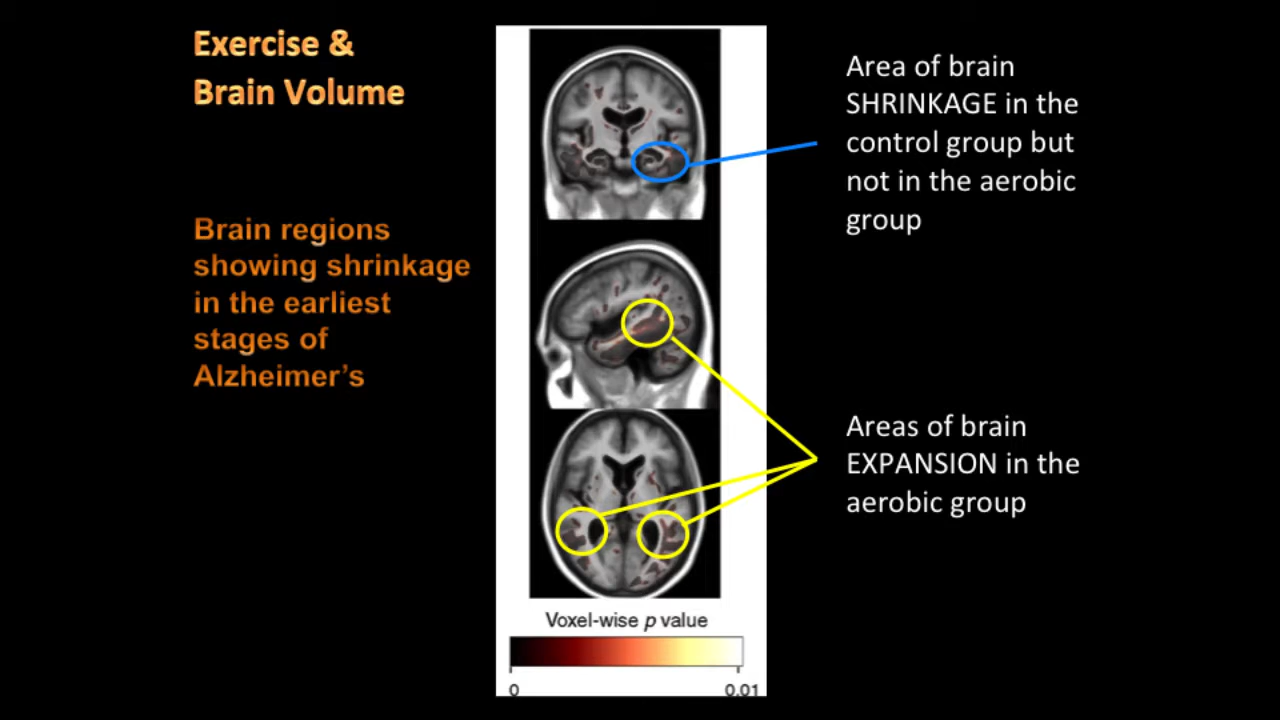 Exercise &
Brain Volume
Brain regions
showing shrinkage
in the earliest
stages of
Alzheimer’s
Area of brain
SHRINKAGE in the
control group but
not in the aerobic
group
Areas of brain
EXPANSION in the
aerobic group
Voxel-wise p value
0 0.01